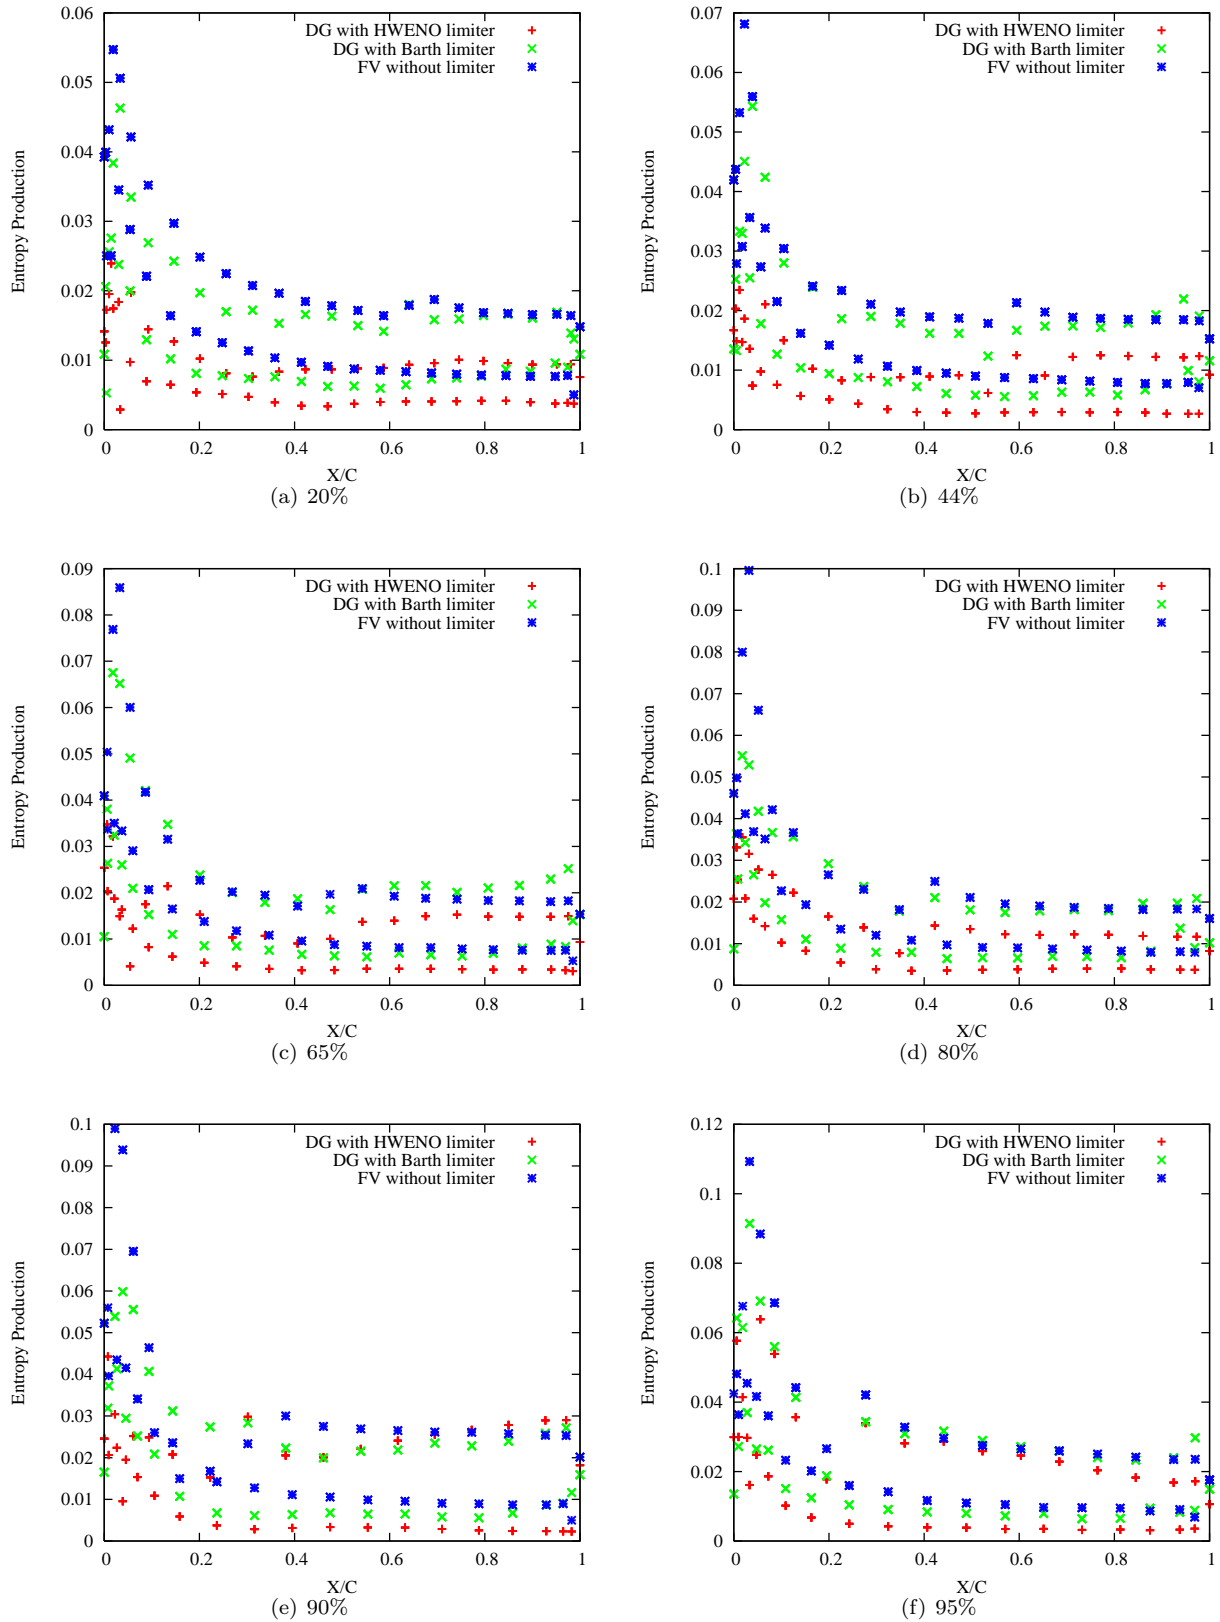 0.06
0.05
0.04
0.03
0.02
0.01
0
0 0.2 0.4 0.6 0.8 1
Entropy Production
X/C
DG with HWENO limiter
DG with Barth limiter
FV without limiter
(a) 20%
0.07
0.06
0.05
0.04
0.03
0.02
0.01
0
0 0.2 0.4 0.6 0.8 1
Entropy Production
X/C
DG with HWENO limiter
DG with Barth limiter
FV without limiter
(b) 44%
0.09
0.08
0.07
0.06
0.05
0.04
0.03
0.02
0.01
0
0 0.2 0.4 0.6 0.8 1
Entropy Production
X/C
DG with HWENO limiter
DG with Barth limiter
FV without limiter
(c) 65%
0.1
0.09
0.08
0.07
0.06
0.05
0.04
0.03
0.02
0.01
0
0 0.2 0.4 0.6 0.8 1
Entropy Production
X/C
DG with HWENO limiter
DG with Barth limiter
FV without limiter
(d) 80%
0.1
0.09
0.08
0.07
0.06
0.05
0.04
0.03
0.02
0.01
0
0 0.2 0.4 0.6 0.8 1
Entropy Production
X/C
DG with HWENO limiter
DG with Barth limiter
FV without limiter
(e) 90%
0.12
0.1
0.08
0.06
0.04
0.02
0
0 0.2 0.4 0.6 0.8 1
Entropy Production
X/C
DG with HWENO limiter
DG with Barth limiter
FV without limiter
(f) 95%